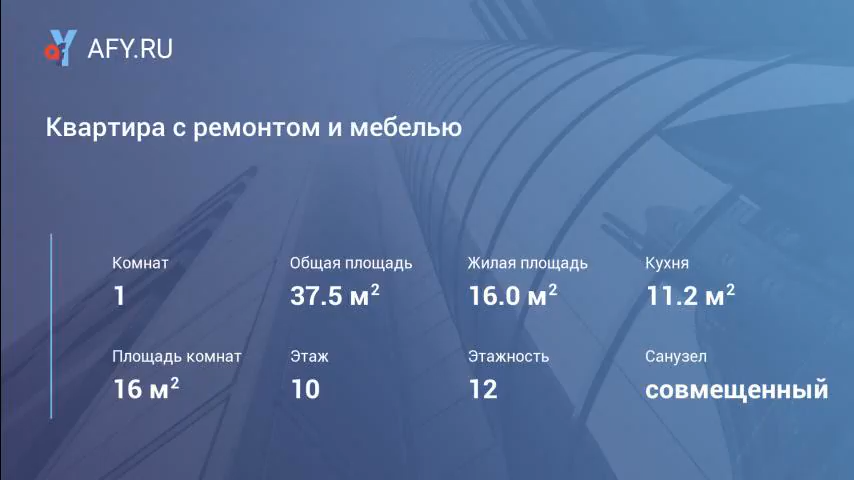 AFY.RU
Квартира с ремонтом и мебелью
Комнат Общая площадь Жилая площадь Кухня
1 37.5 м² 16.0 м² 11.2 м²
Площадь комнат Этаж Этажность Санузел
16 м² 10 12 совмещенный